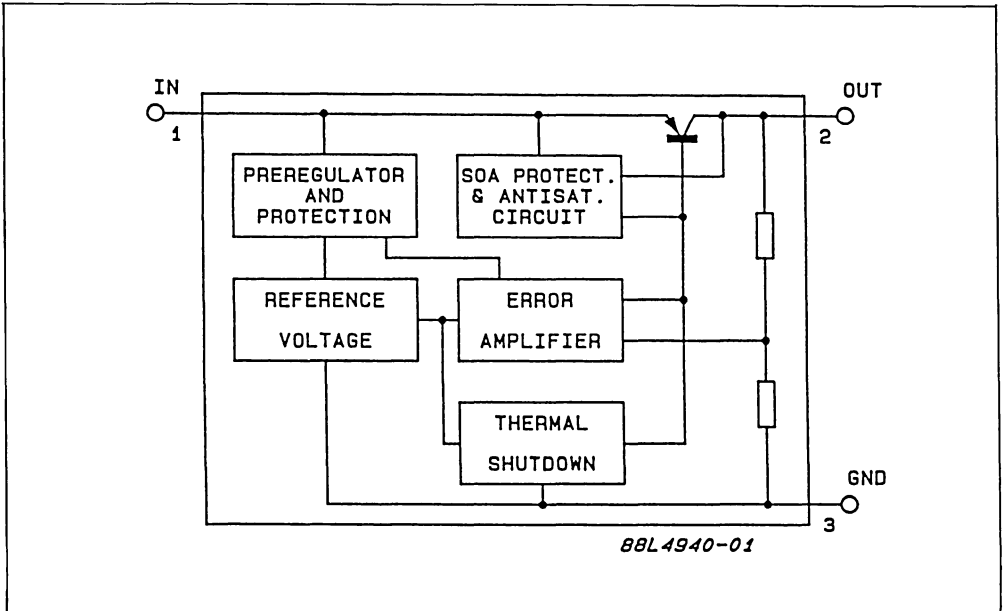 IN
OUT
1
2
PREREGULATOR
AND
PROTECTION
SOA PROTECT.
& ANTISAT.
CIRCUIT
REFERENCE
VOLTAGE
ERROR
AMPLIFIER
THERMAL
SHUTDOWN
GND
3
88L4940-01